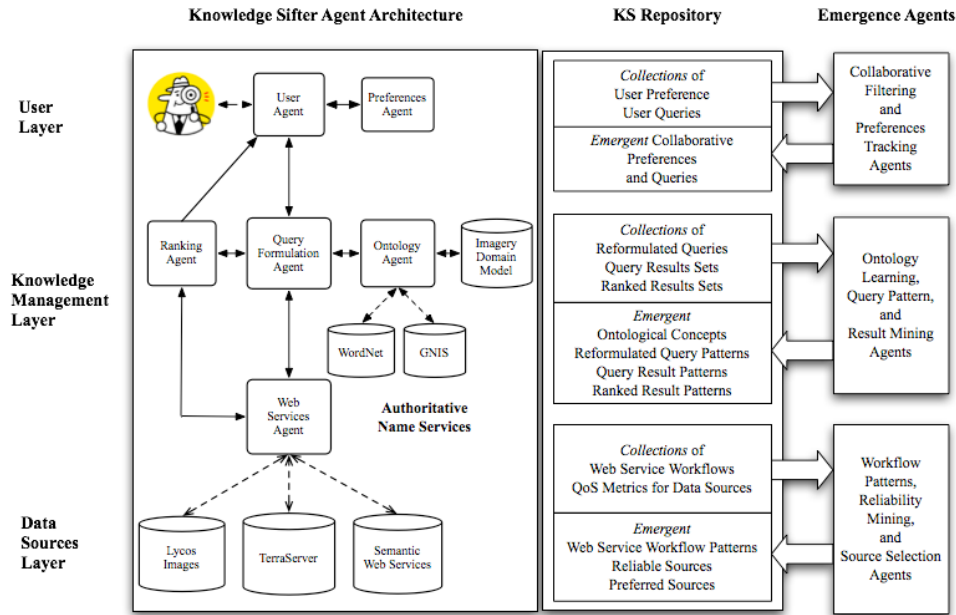 Knowledge Sifter Agent Architecture
KS Repository
Emergence Agents
User
Layer
User
Agent
Preferences
Agent
Collections of
User Preference
User Queries
Emergent Collaborative
Preferences
and Queries
Collaborative
Filtering
and
Preferences
Tracking
Agents
Knowledge
Management
Layer
Ranking
Agent
Query
Formulation
Agent
Ontology
Agent
Imagery
Domain
Model
WordNet
GNIS
Authoritative
Name Services
Web
Services
Agent
Collections of
Reformulated Queries
Query Results Sets
Ranked Results Sets
Emergent
Ontological Concepts
Reformulated Query Patterns
Query Result Patterns
Ranked Result Patterns
Ontology
Learning,
Query Pattern,
and
Result Mining
Agents
Data
Sources
Layer
Lycos
Images
TerraServer
Semantic
Web Services
Collections of
Web Service Workflows
QoS Metrics for Data Sources
Emergent
Web Service Workflow Patterns
Reliable Sources
Preferred Sources
Workflow
Patterns,
Reliability
Mining,
and
Source Selection
Agents